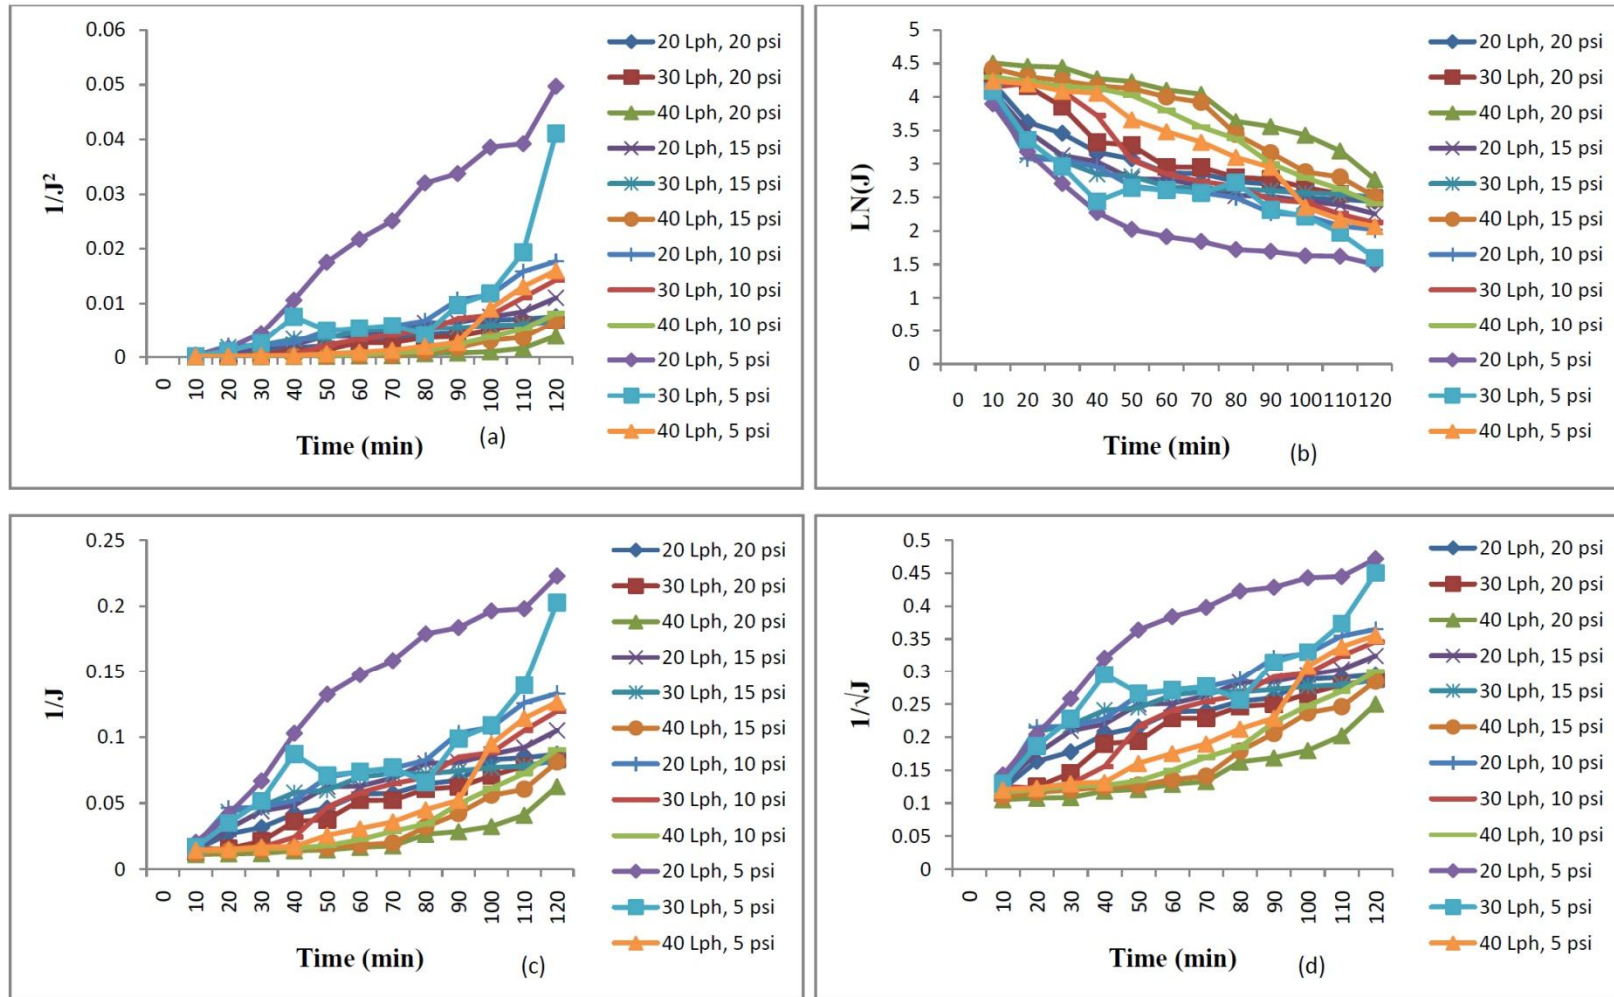 1/J²
0.06
0.05
0.04
0.03
0.02
0.01
0
0
10
20
30
40
50
60
70
80
90
100
110
120
Time (min)
(a)
20 Lph, 20 psi
30 Lph, 20 psi
40 Lph, 20 psi
20 Lph, 15 psi
30 Lph, 15 psi
40 Lph, 15 psi
20 Lph, 10 psi
30 Lph, 10 psi
40 Lph, 10 psi
20 Lph, 5 psi
30 Lph, 5 psi
40 Lph, 5 psi
LN(J)
5
4.5
4
3.5
3
2.5
2
1.5
1
0.5
0
0 10 20 30 40 50 60 70 80 90 100 110 120
Time (min)
(b)
20 Lph, 20 psi
30 Lph, 20 psi
40 Lph, 20 psi
20 Lph, 15 psi
30 Lph, 15 psi
40 Lph, 15 psi
20 Lph, 10 psi
30 Lph, 10 psi
40 Lph, 10 psi
20 Lph, 5 psi
30 Lph, 5 psi
40 Lph, 5 psi
1/J
0.25
0.2
0.15
0.1
0.05
0
0
10
20
30
40
50
60
70
80
90
100
110
120
Time (min)
(c)
20 Lph, 20 psi
30 Lph, 20 psi
40 Lph, 20 psi
20 Lph, 15 psi
30 Lph, 15 psi
40 Lph, 15 psi
20 Lph, 10 psi
30 Lph, 10 psi
40 Lph, 10 psi
20 Lph, 5 psi
30 Lph, 5 psi
40 Lph, 5 psi
1/√J
0.5
0.45
0.4
0.35
0.3
0.25
0.2
0.15
0.1
0.05
0
0
10
20
30
40
50
60
70
80
90
100
110
120
Time (min)
(d)
20 Lph, 20 psi
30 Lph, 20 psi
40 Lph, 20 psi
20 Lph, 15 psi
30 Lph, 15 psi
40 Lph, 15 psi
20 Lph, 10 psi
30 Lph, 10 psi
40 Lph, 10 psi
20 Lph, 5 psi
30 Lph, 5 psi
40 Lph, 5 psi